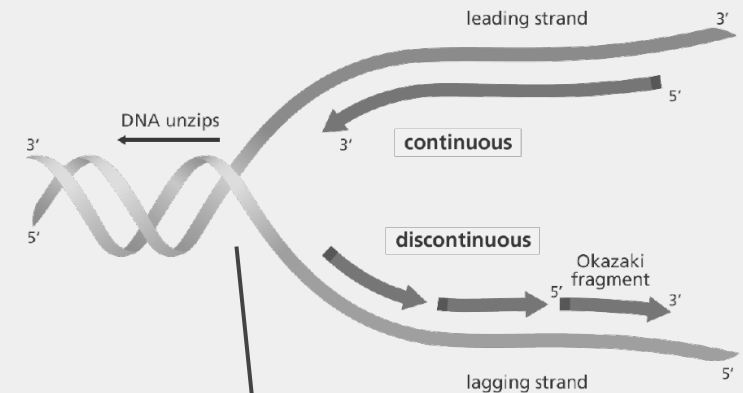 leading strand
3’
5’
DNA unzips
3’
continuous
3’
5’
discontinuous
Okazaki
fragment
5’
3’
5’
lagging strand